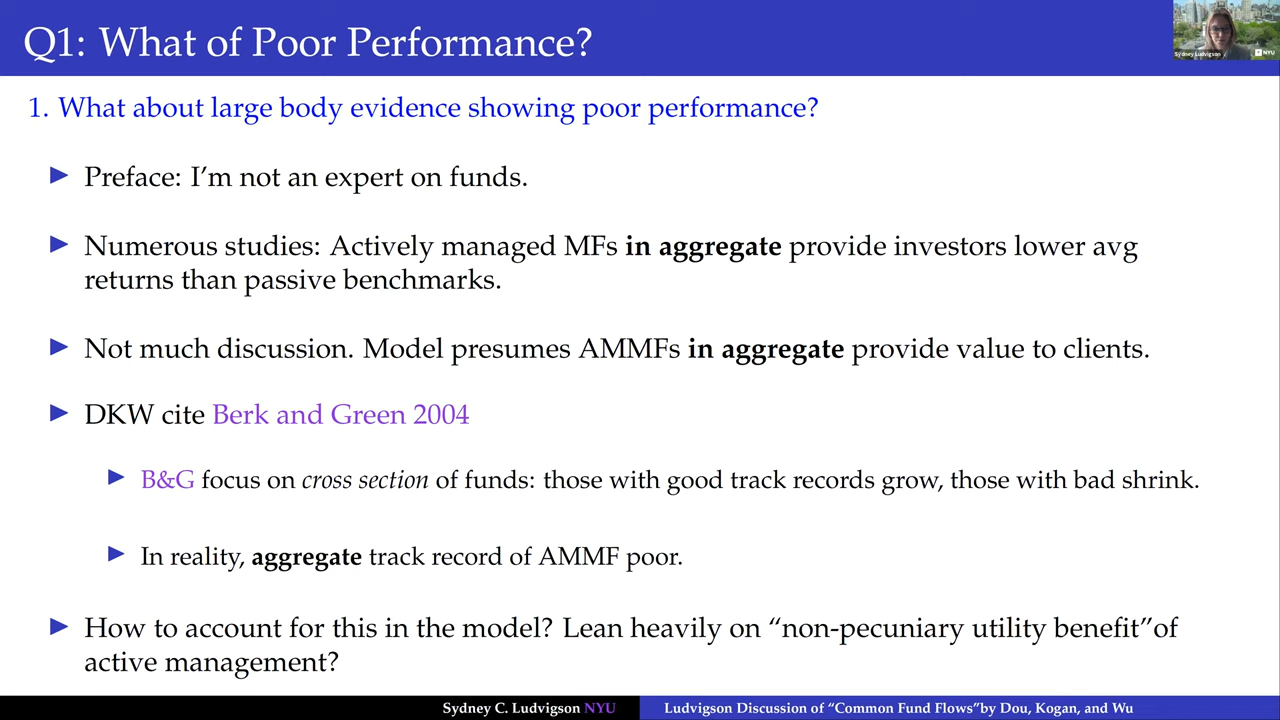 Q1: What of Poor Performance?
Sydney Ludvigson
NYU
1. What about large body evidence showing poor performance?
▶ Preface: I’m not an expert on funds.
▶ Numerous studies: Actively managed MFs in aggregate provide investors lower avg
returns than passive benchmarks.
▶ Not much discussion. Model presumes AMMFs in aggregate provide value to clients.
▶ DKW cite Berk and Green 2004
▶ B&G focus on cross section of funds: those with good track records grow, those with bad shrink.
▶ In reality, aggregate track record of AMMF poor.
▶ How to account for this in the model? Lean heavily on “non-pecuniary utility benefit”of
active management?
Sydney C. Ludvigson NYU
Ludvigson Discussion of “Common Fund Flows”by Dou, Kogan, and Wu